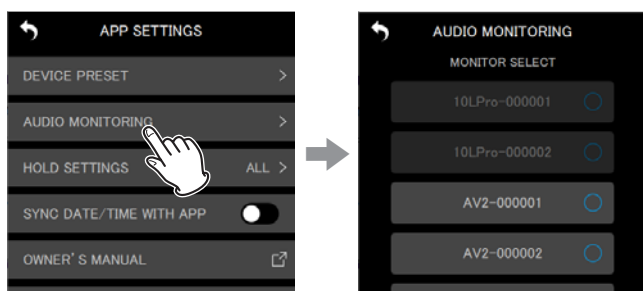 APP SETTINGS
DEVICE PRESET >
AUDIO MONITORING >
HOLD SETTINGS ALL >
SYNC DATE/TIME WITH APP
OWNER'S MANUAL
AUDIO MONITORING
MONITOR SELECT
10LPro-000001
10LPro-000002
AV2-000001
AV2-000002